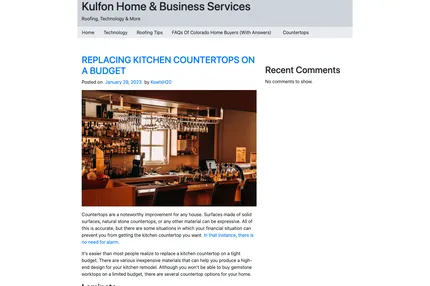 Kulfon Home & Business Services
Roofing, Technology & More
Home Technology Roofing Tips FAQs Of Colorado Home Buyers (With Answers) Countertops
REPLACING KITCHEN COUNTERTOPS ON
A BUDGET
Posted on January 29, 2023 by
Recent Comments
No comments to show.
Countertops are a noteworthy improvement for any house. Surfaces made of solid
surfaces, natural stone countertops, or any other material can be expressive. All of
this is accurate, but there are some situations in which your financial situation can
prevent you from getting the kitchen countertop you want. In that instance, there is
no need for alarm.
It's easier than most people realize to replace a kitchen countertop on a tight
budget. There are various inexpensive materials that can help you produce a high-
end design for your kitchen remodel. Although you won't be able to buy gemstone
worktops on a limited budget, there are several countertop options for your home.